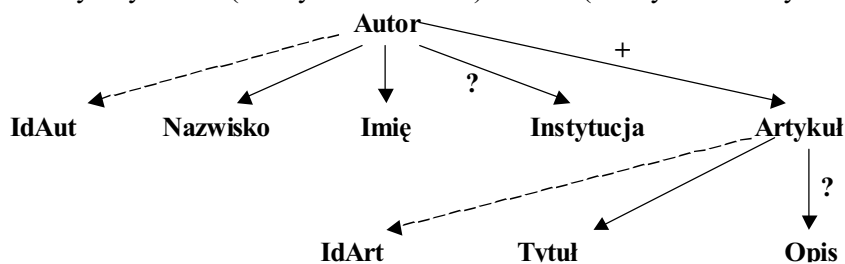 Autor
+
?
IdAut Nazwisko Imię Instytucja Artykuł
?
IdArt Tytuł Opis